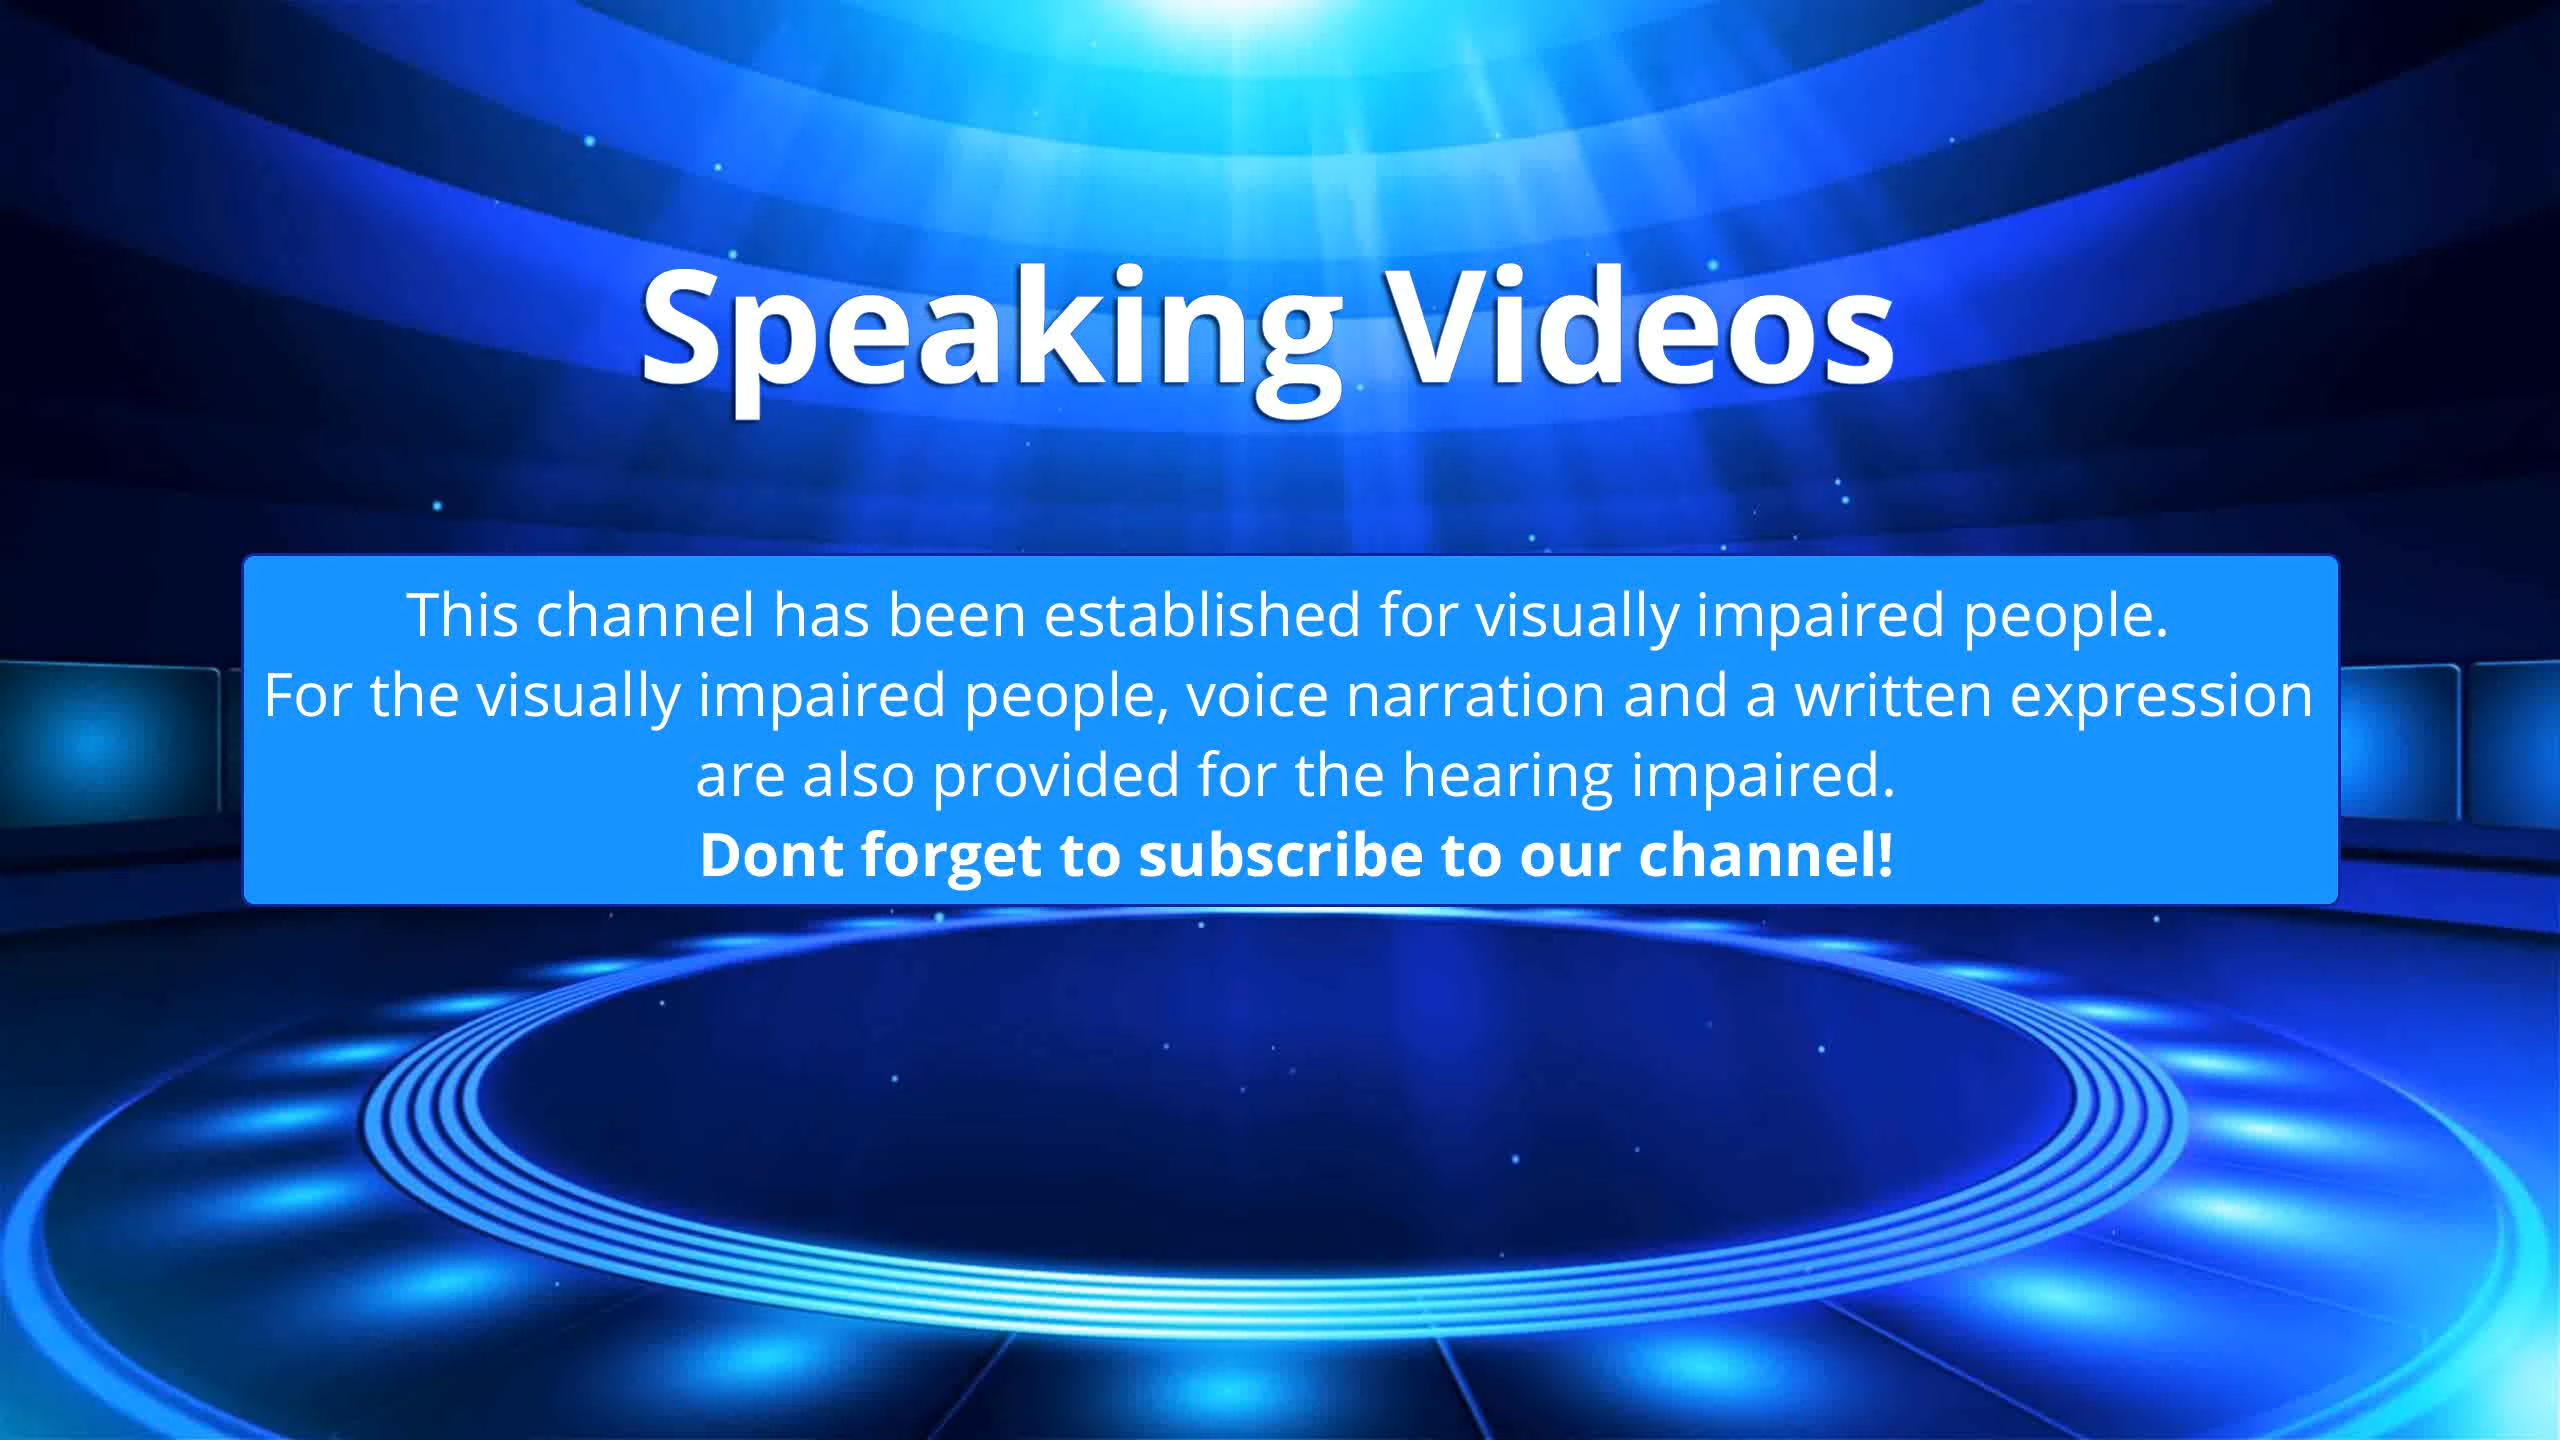 Speaking Videos
This channel has been established for visually impaired people.
For the visually impaired people, voice narration and a written expression
are also provided for the hearing impaired.
Dont forget to subscribe to our channel!